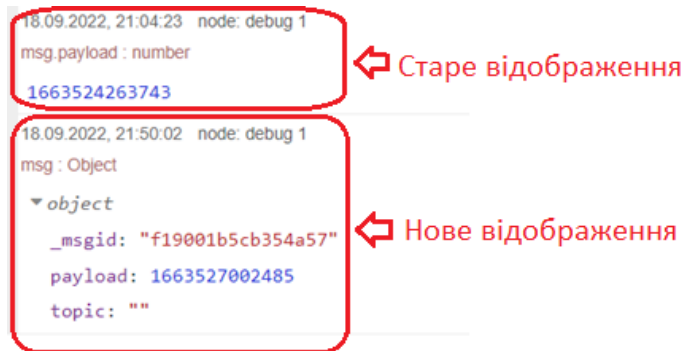 18.09.2022, 21:04:23 node: debug 1
msg.payload : number
1663524263743
Старе відображення
18.09.2022, 21:50:02 node: debug 1
msg : Object
object
_msgid: "f19001b5cb354a57"
Нове відображення
payload: 1663527002485
topic: ""